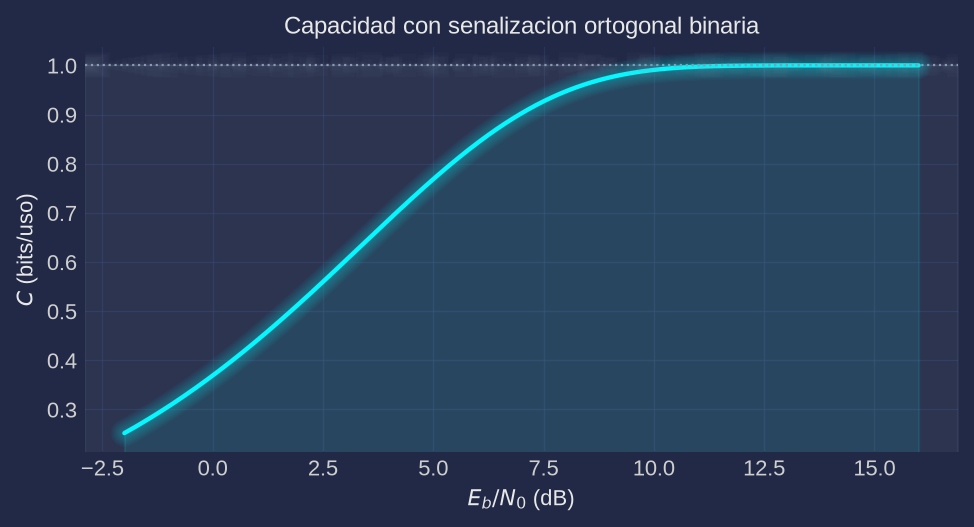 Capacidad con senalizacion ortogonal binaria
C (bits/uso)
1.0
0.9
0.8
0.7
0.6
0.5
0.4
0.3
−2.5 0.0 2.5 5.0 7.5 10.0 12.5 15.0
E_b/N_0 (dB)